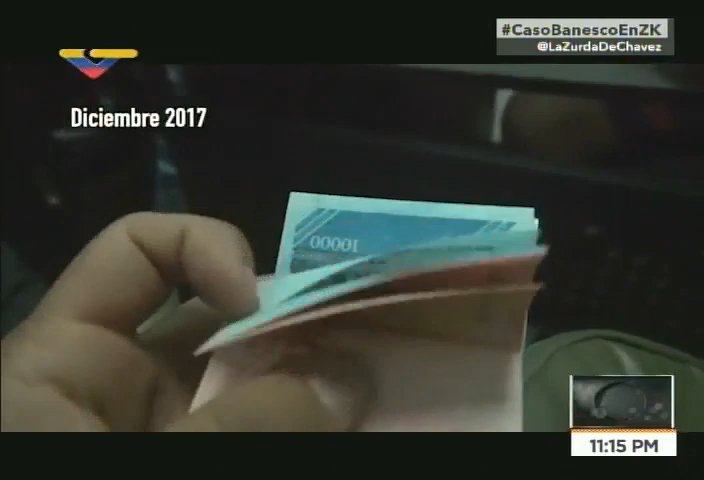 #CasoBanescoEnZK
@LaZurdaDeChavez
Diciembre 2017
10000
11:15 PM